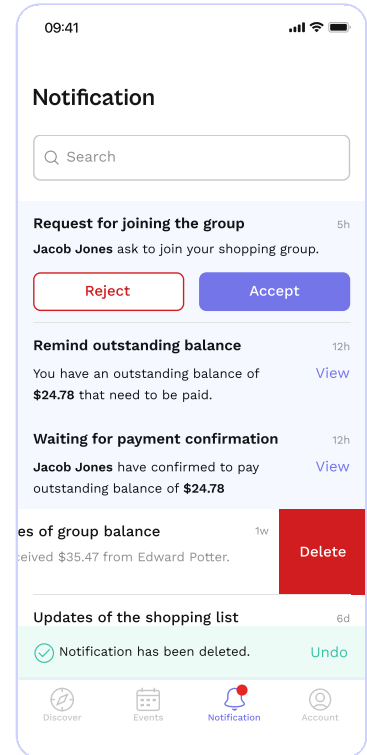 09:41
Notification
Search
Request for joining the group 5h
Jacob Jones ask to join your shopping group.
Reject Accept
Remind outstanding balance 12h
You have an outstanding balance of View
$24.78 that need to be paid.
Waiting for payment confirmation 12h
Jacob Jones have confirmed to pay View
outstanding balance of $24.78
es of group balance 1w
ceived $35.47 from Edward Potter.
Delete
Updates of the shopping list 6d
Notification has been deleted. Undo
Discover Events Notification Account